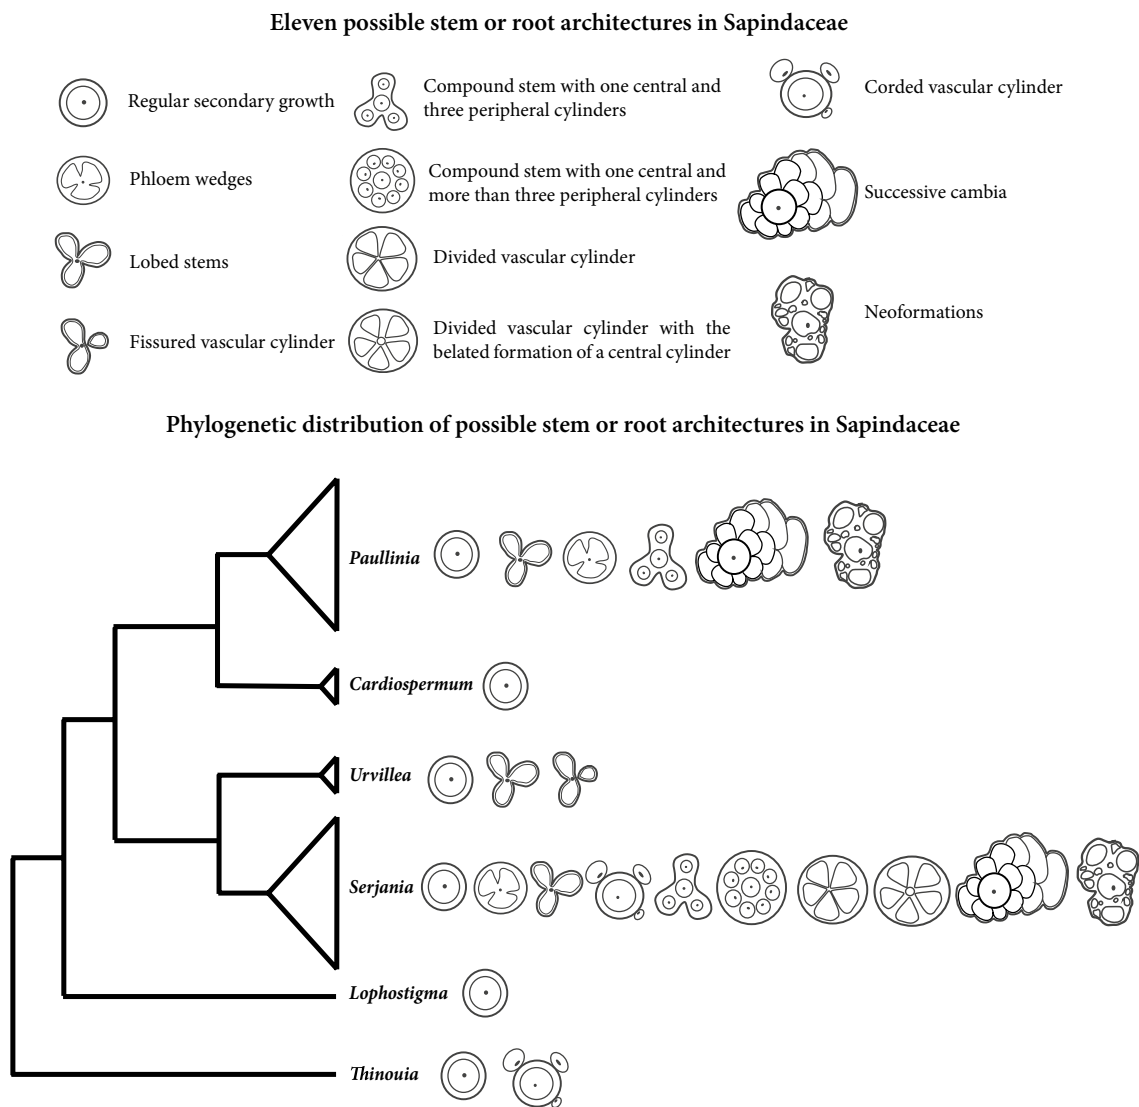 Eleven possible stem or root architectures in Sapindaceae
Regular secondary growth
Phloem wedges
Lobed stems
Fissured vascular cylinder
Compound stem with one central and
three peripheral cylinders
Compound stem with one central and
more than three peripheral cylinders
Divided vascular cylinder
Divided vascular cylinder with the
belated formation of a central cylinder
Corded vascular cylinder
Successive cambia
Neoformations
Phylogenetic distribution of possible stem or root architectures in Sapindaceae
Paullinia
Cardiospermum
Urvillea
Serjania
Lophostigma
Thinouia